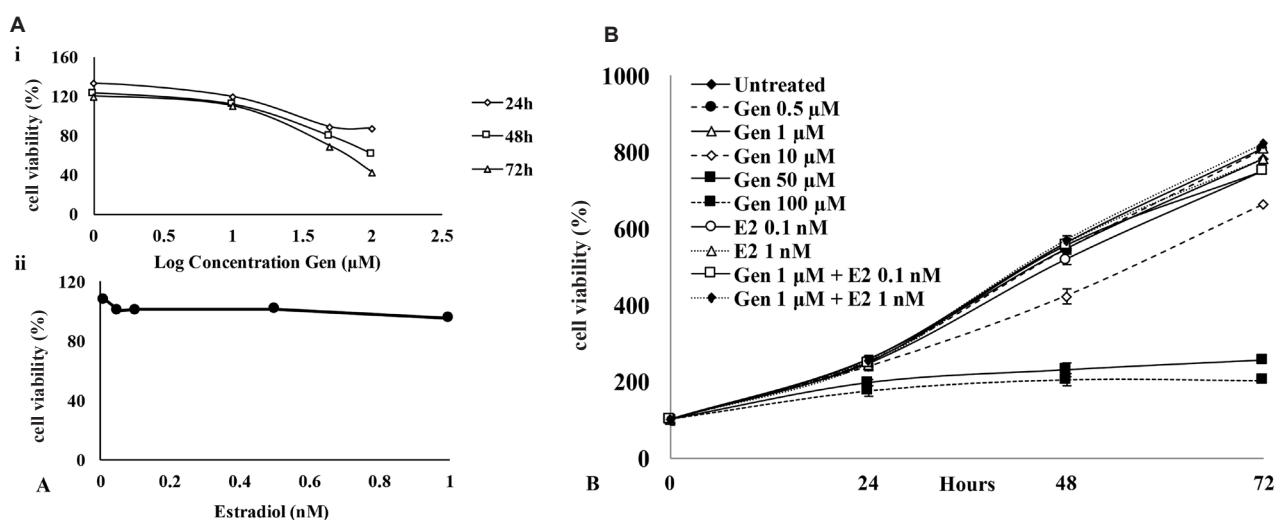 A
i
160
120
80
40
0
cell viability (%)
0
0.5
1
1.5
2
2.5
Log Concentration Gen (µM)
24h
48h
72h
ii
120
80
40
0
cell viability (%)
0
0.2
0.4
0.6
0.8
1
A
Estradiol (nM)
B
1000
800
600
400
200
0
cell viability (%)
Untreated
Gen 0.5 µM
Gen 1 µM
Gen 10 µM
Gen 50 µM
Gen 100 µM
E2 0.1 nM
E2 1 nM
Gen 1 µM + E2 0.1 nM
Gen 1 µM + E2 1 nM
B
0
24
Hours
48
72